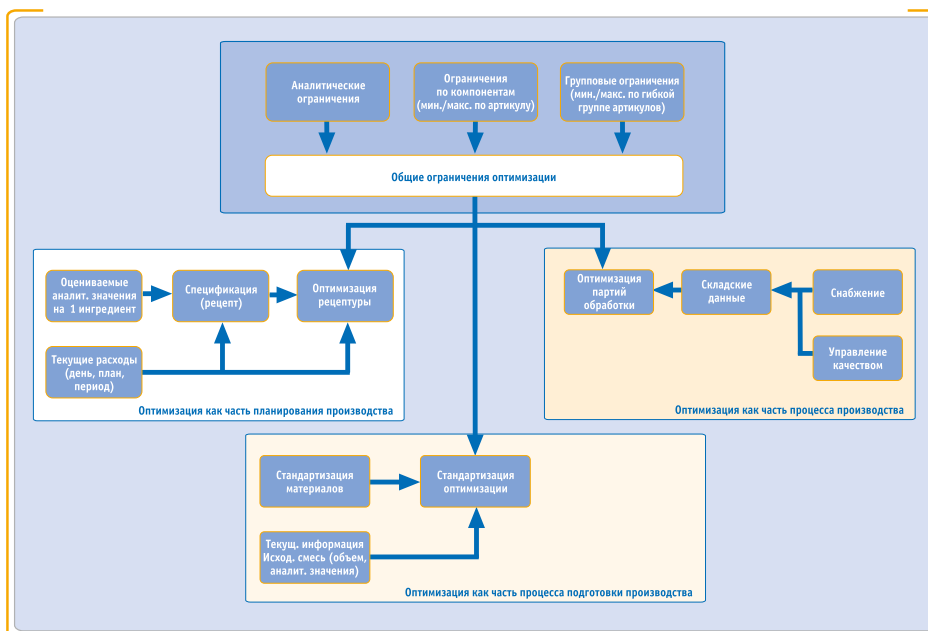 Аналитические
ограничения
Ограничения
по компонентам
(мин./макс. по артикулу)
Групповые ограничения
(мин./макс. по гибкой
группе артикулов)
Общие ограничения оптимизации
Оцениваемые
аналит. значения
на 1 ингредиент
Спецификация
(рецепт)
Оптимизация
рецептуры
Текущие расходы
(день, план,
период)
Оптимизация как часть планирования производства
Оптимизация
партий
обработки
Складские
данные
Снабжение
Управление
качеством
Оптимизация как часть процесса производства
Стандартизация
материалов
Стандартизация
оптимизации
Текущ. информация
Исход. смесь (объем,
аналит. значения)
Оптимизация как часть процесса подготовки производства